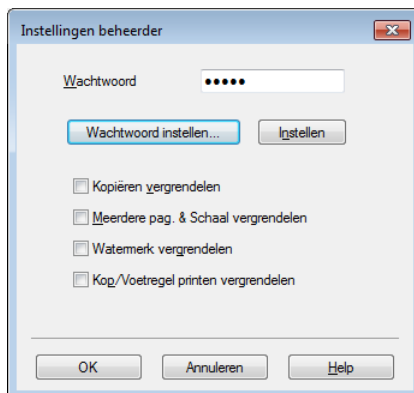 Instellingen beheerder
Wachtwoord •••••
Wachtwoord instellen... Instellen
Kopiëren vergrendelen
Meerdere pag. & Schaal vergrendelen
Watermerk vergrendelen
Kop/Voetregel printen vergrendelen
OK Annuleren Help